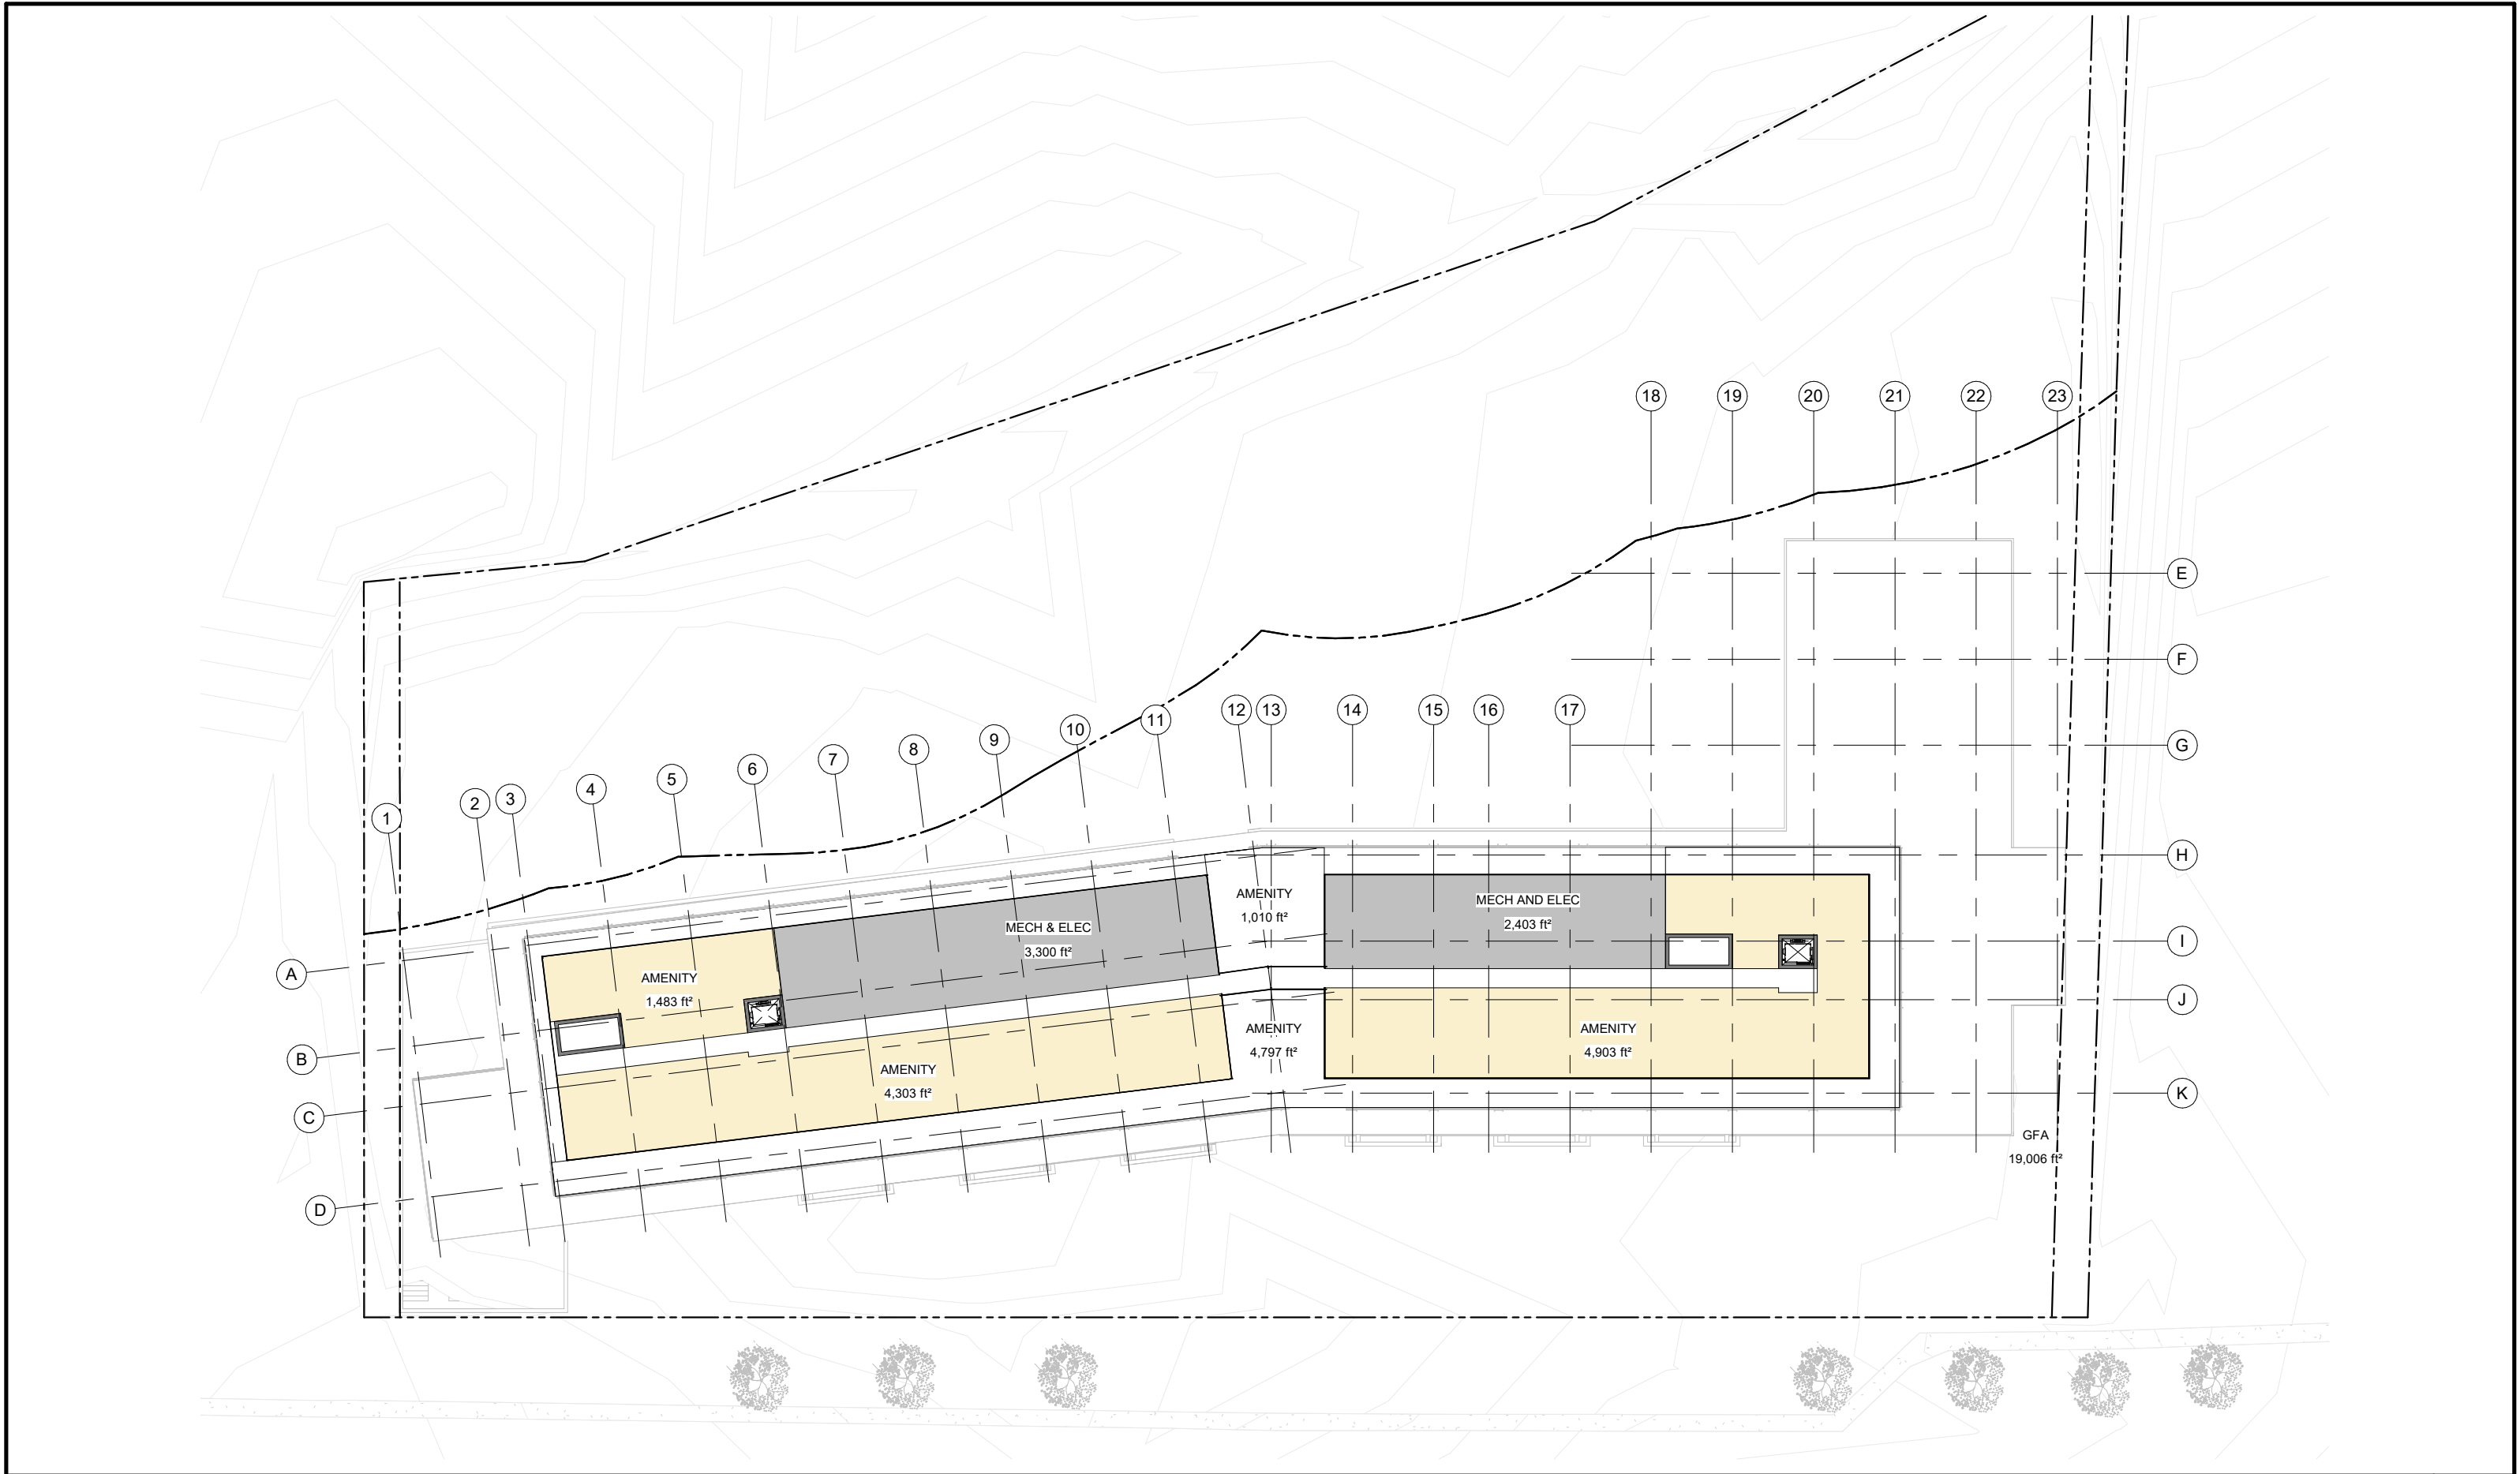 18
19
20
21
22
23
E
F
G
H
I
J
K
1
2
3
4
5
6
7
8
9
10
11
12
13
14
15
16
17
A
B
C
D
AMENITY
1,483 ft²
MECH & ELEC
3,300 ft²
AMENITY
4,303 ft²
AMENITY
1,010 ft²
AMENITY
4,797 ft²
MECH AND ELEC
2,403 ft²
AMENITY
4,903 ft²
GFA
19,006 ft²